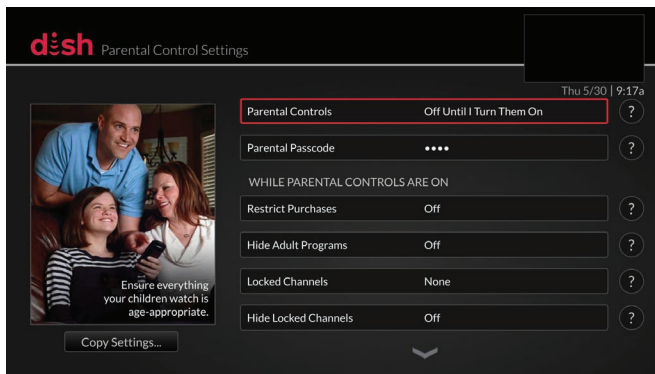 dish Parental Control Settings
Thu 5/30 | 9:17a
Parental Controls Off Until I Turn Them On ?
Parental Passcode •••• ?
WHILE PARENTAL CONTROLS ARE ON
Restrict Purchases Off ?
Hide Adult Programs Off ?
Locked Channels None ?
Hide Locked Channels Off ?
Ensure everything
your children watch is
age-appropriate.
Copy Settings...